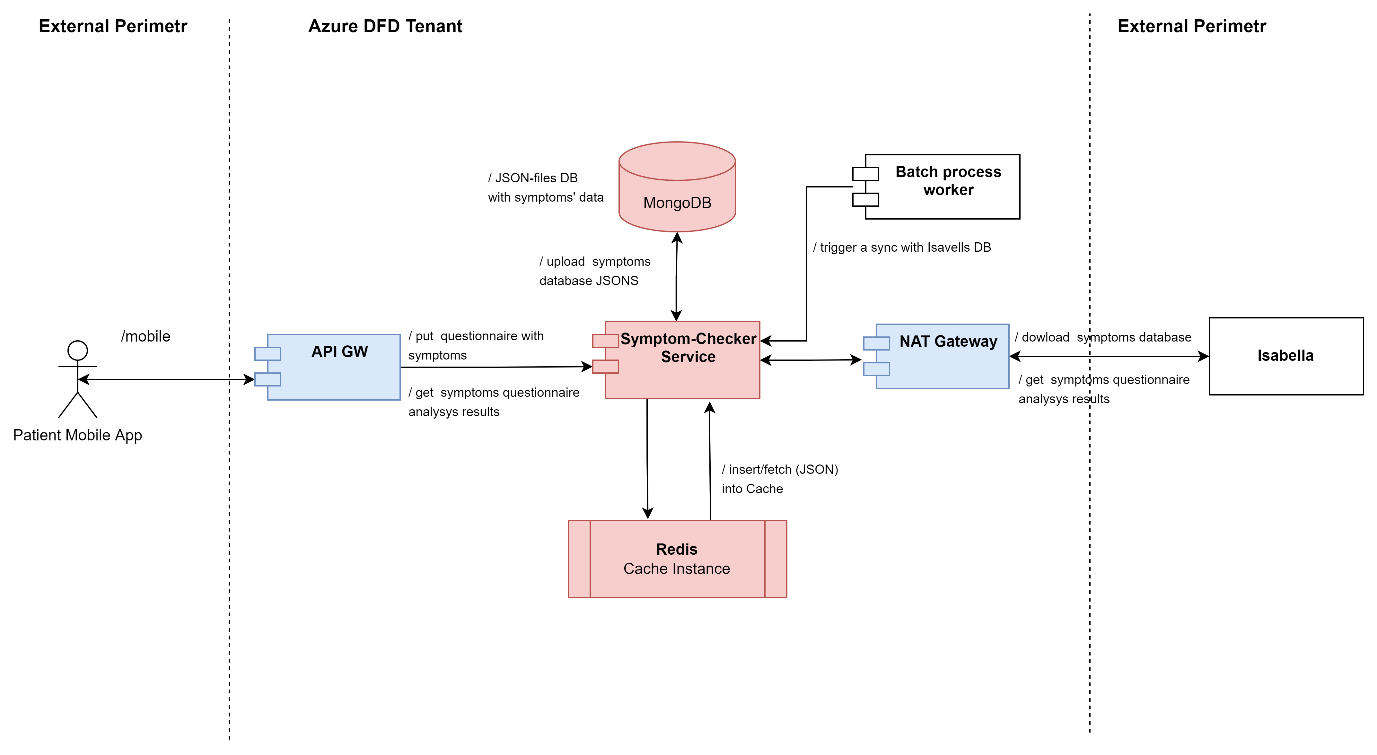 External Perimetr
Azure DFD Tenant
External Perimetr
/ JSON-files DB
with symptoms' data
MongoDB
Batch process
worker
/ upload  symptoms
database JSONS
/ trigger a sync with Isavells DB
/mobile
Patient Mobile App
API GW
/ put  questionnaire with
symptoms
/ get  symptoms questionnaire
analysys results
Symptom-Checker
Service
NAT Gateway
/ dowload  symptoms database
/ get  symptoms questionnaire
analysys results
Isabella
/ insert/fetch (JSON)
into Cache
Redis
Cache Instance